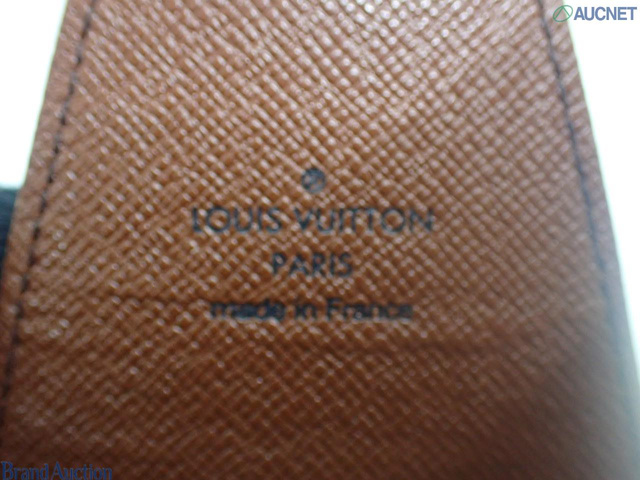 AUCNET
LOUIS VUITTON
PARIS
made in France
Brand Auction